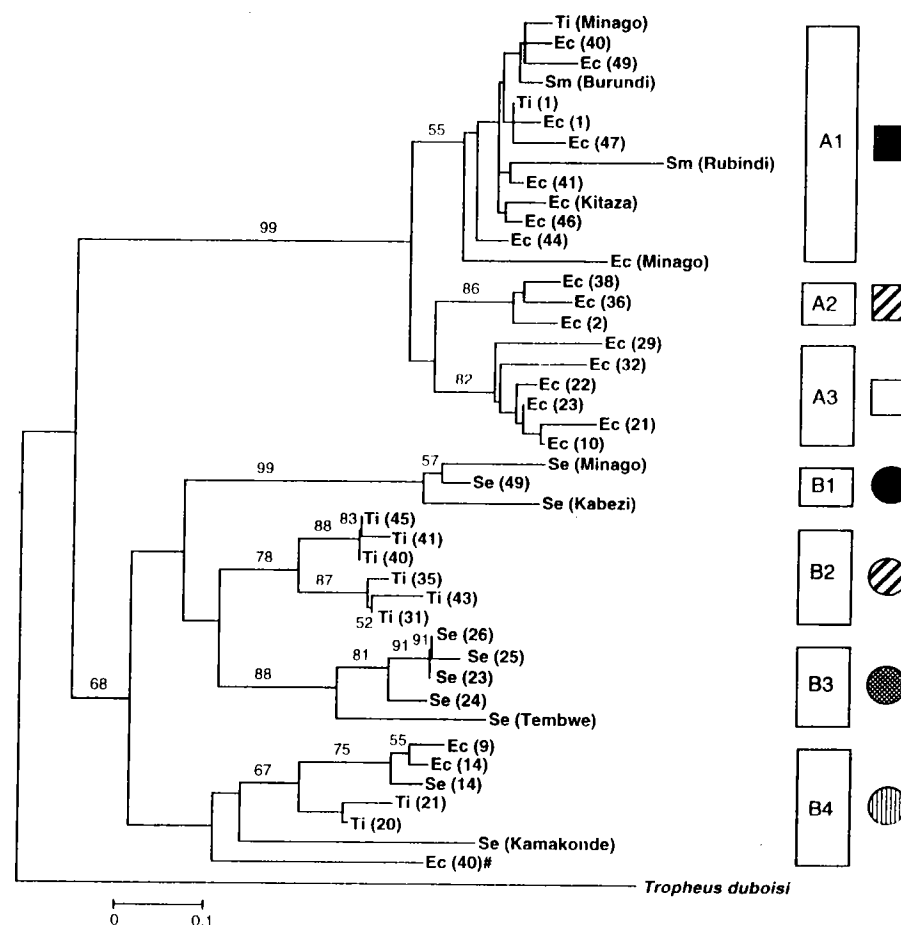 Ti (Minago)
Ec (40)
Ec (49)
Sm (Burundi)
Ti (1)
Ec (1)
Ec (47)
Sm (Rubindi)
Ec (41)
Ec (Kitaza)
Ec (46)
Ec (44)
Ec (Minago)
55
99
A1
Ec (38)
86
Ec (36)
Ec (2)
A2
Ec (29)
Ec (32)
82
Ec (22)
Ec (23)
Ec (21)
Ec (10)
A3
Se (Minago)
57
99
Se (49)
Se (Kabezi)
B1
83
Ti (45)
88
Ti (41)
Ti (40)
78
Ti (35)
87
Ti (43)
52
Ti (31)
B2
Se (26)
91
91
Se (25)
81
Se (23)
88
Se (24)
Se (Tembwe)
B3
68
55
Ec (9)
75
Ec (14)
67
Se (14)
Ti (21)
Ti (20)
Se (Kamakonde)
Ec (40)#
B4
Tropheus duboisi
0
0.1